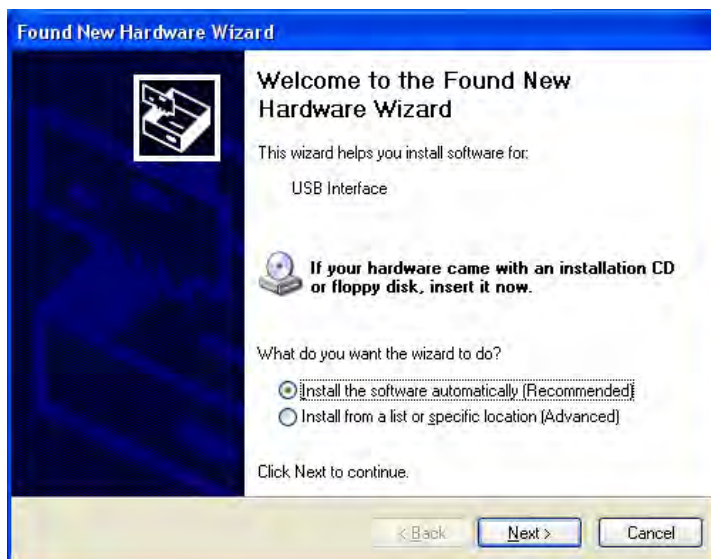 Found New Hardware Wizard
Welcome to the Found New
Hardware Wizard
This wizard helps you install software for:
USB Interface
If your hardware came with an installation CD
or floppy disk, insert it now.
What do you want the wizard to do?
Install the software automatically (Recommended)
Install from a list or specific location (Advanced)
Click Next to continue.
< Back Next > Cancel